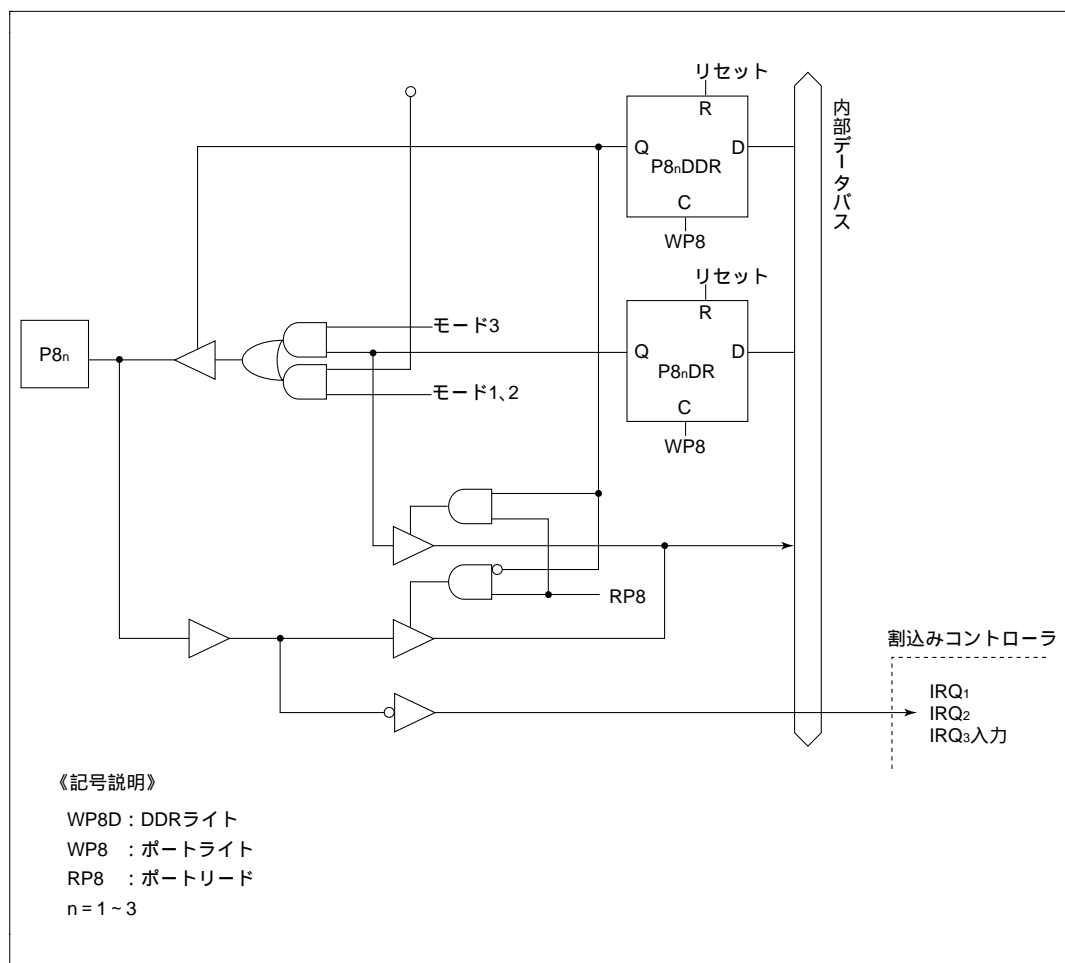 リセット
R
Q
D
P8nDDR
C
WP8
内部データバス
リセット
R
Q
D
P8nDR
C
WP8
モード3
P8n
モード1、2
RP8
割込みコントローラ
IRQ1
IRQ2
IRQ3入力
《記号説明》
WP8D : DDRライト
WP8 : ポートライト
RP8 : ポートリード
n = 1 ~ 3